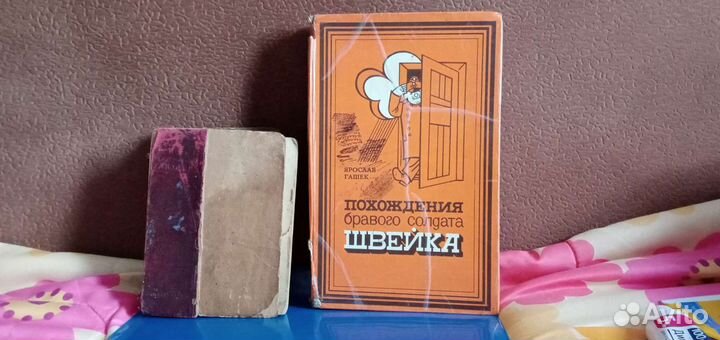 ЯРОСЛАВ
ГАШЕК
ПОХОЖДЕНИЯ
бравого солдата
ШВЕЙКА
Avito